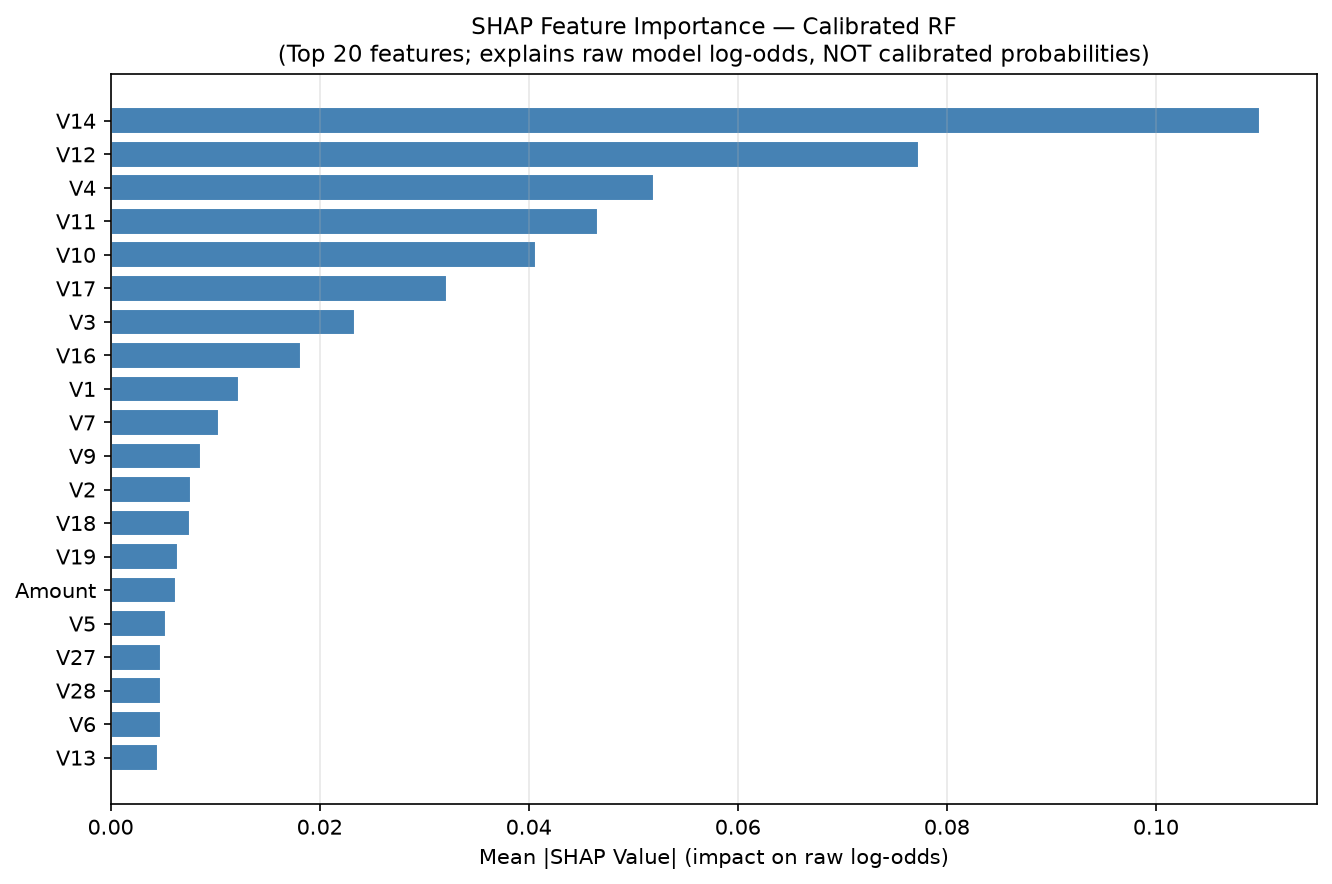 SHAP Feature Importance — Calibrated RF
(Top 20 features; explains raw model log-odds, NOT calibrated probabilities)
V14
V12
V4
V11
V10
V17
V3
V16
V1
V7
V9
V2
V18
V19
Amount
V5
V27
V28
V6
V13
0.00 0.02 0.04 0.06 0.08 0.10
Mean |SHAP Value| (impact on raw log-odds)